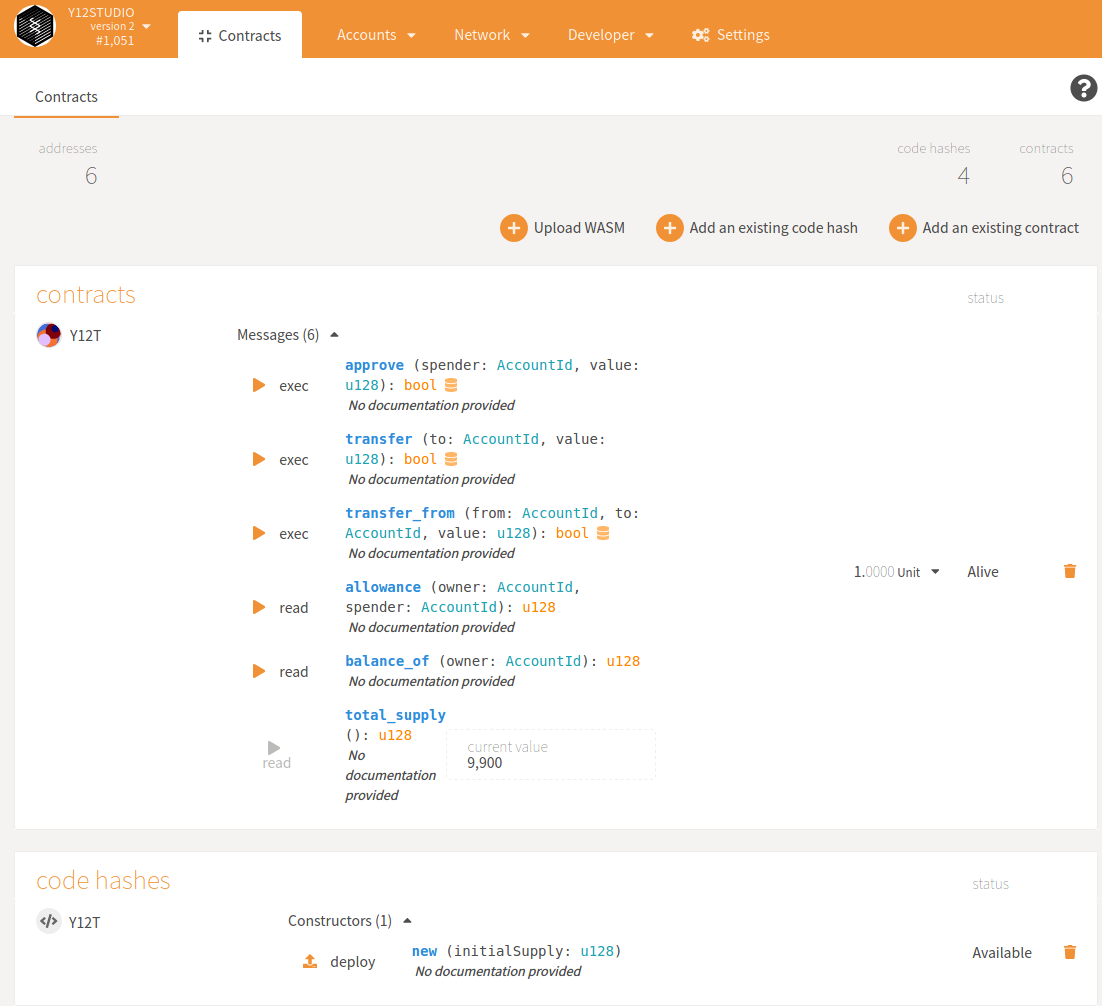 Y12STUDIO
version 2
#1,051
Contracts
Accounts
Network
Developer
Settings
Contracts
?
addresses
6
code hashes
4
contracts
6
Upload WASM
Add an existing code hash
Add an existing contract
contracts
status
Y12T
Messages (6)
exec
approve (spender: AccountId, value:
u128): bool
No documentation provided
exec
transfer (to: AccountId, value:
u128): bool
No documentation provided
exec
transfer_from (from: AccountId, to:
AccountId, value: u128): bool
No documentation provided
read
allowance (owner: AccountId,
spender: AccountId): u128
No documentation provided
read
balance_of (owner: AccountId): u128
No documentation provided
read
total_supply
(): u128
No
documentation
provided
current value
9,900
1.0000 Unit
Alive
code hashes
status
Y12T
Constructors (1)
deploy
new (initialSupply: u128)
No documentation provided
Available